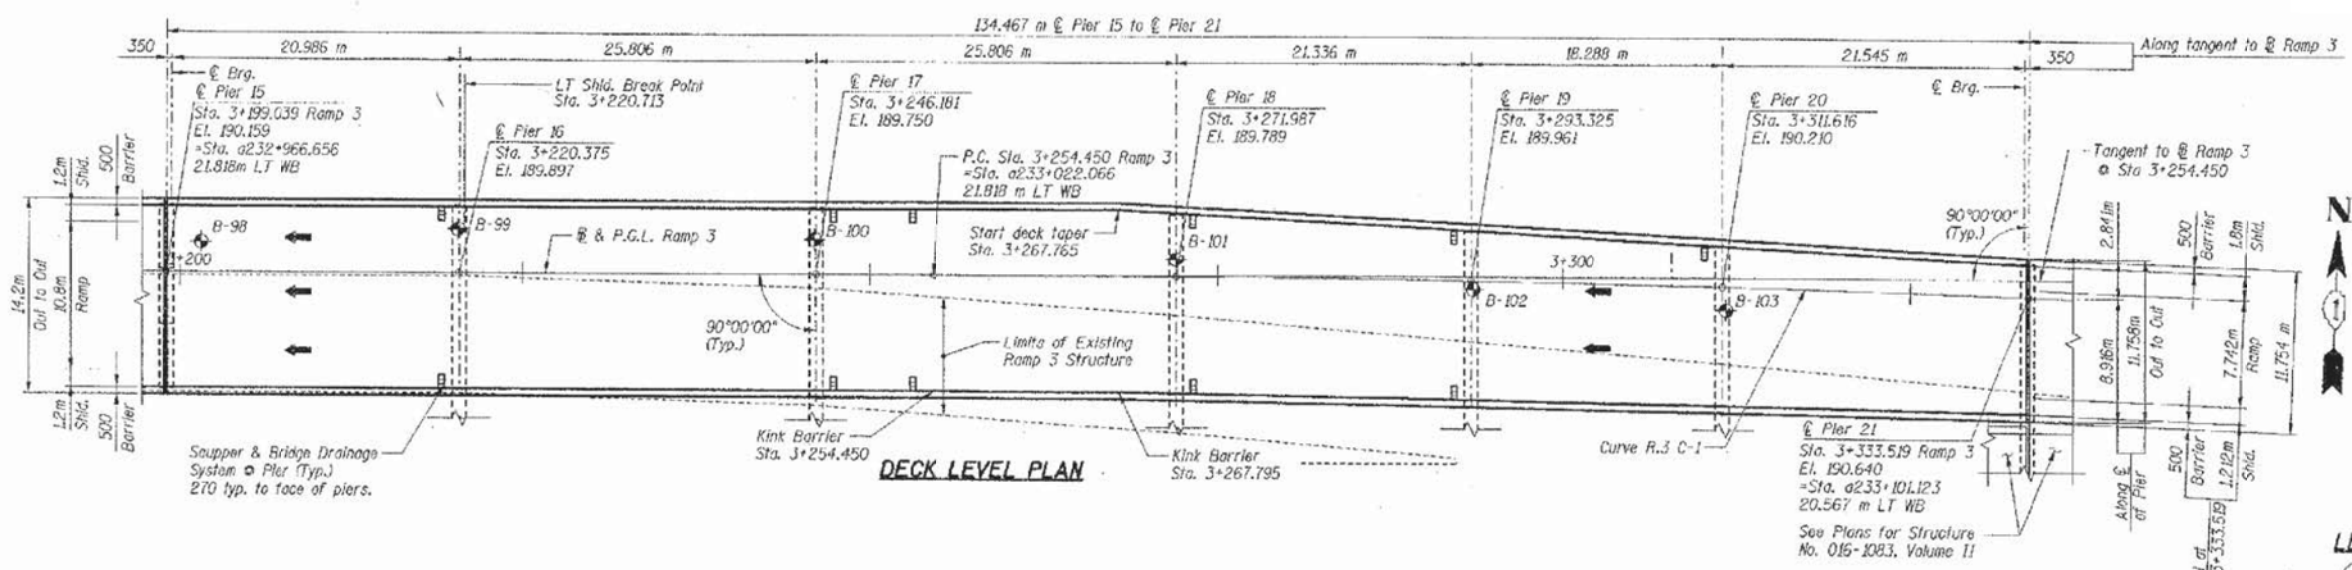 134.467 m ℄ Pier 15 to ℄ Pier 21
350
20.986 m
25.806 m
25.806 m
21.336 m
18.288 m
21.545 m
350
Along tangent to ℄ Ramp 3
℄ Brg.
℄ Pier 15
Sta. 3+199.039 Ramp 3
El. 190.159
=Sta. a232+966.656
21.818m LT WB
LT Shld. Break Point
Sta. 3+220.713
℄ Pier 16
Sta. 3+220.375
El. 189.897
℄ Pier 17
Sta. 3+246.181
El. 189.750
P.C. Sta. 3+254.450 Ramp 3
=Sta. a233+022.066
21.818 m LT WB
℄ Pier 18
Sta. 3+271.987
El. 189.789
℄ Pier 19
Sta. 3+293.325
El. 189.961
℄ Pier 20
Sta. 3+311.616
El. 190.210
℄ Brg.
Tangent to ℄ Ramp 3
@ Sta 3+254.450
1.2m
Shld.
500
Barrier
14.2m
Out to Out
10.8m
Ramp
1.2m
Shld.
500
Barrier
B-98
+200
B-99
℄ & P.G.L. Ramp 3
B-100
90°00'00"
(Typ.)
Start deck taper
Sta. 3+267.765
B-101
Limits of Existing
Ramp 3 Structure
B-102
3+300
B-103
90°00'00"
(Typ.)
2.841m
500
Barrier
1.8m
Shld.
8.916m
11.758m
Out to Out
7.742m
Ramp
11.754 m
N
1
Scupper & Bridge Drainage
System @ Pier (Typ.)
270 typ. to face of piers.
Kink Barrier
Sta. 3+254.450
DECK LEVEL PLAN
Kink Barrier
Sta. 3+267.795
Curve R.3 C-1
℄ Pier 21
Sta. 3+333.519 Ramp 3
El. 190.640
=Sta. a233+101.123
20.567 m LT WB
See Plans for Structure
No. 016-1083, Volume II
Along ℄
of Pier
500
Barrier
1.212m
Shld.
3+333.519